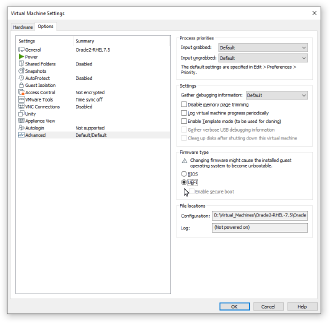 Virtual Machine Settings
Hardware Options
Settings Summary
General Oracle2-RHEL7.5
Power
Shared Folders Disabled
Snapshots
AutoProtect Disabled
Guest Isolation
Access Control Not encrypted
VMware Tools Time sync off
VNC Connections Disabled
Unity
Appliance View
Autologin Not supported
Advanced Default/Default
Process priorities
Input grabbed: Default
Input ungrabbed: Default
The default settings are specified in Edit > Preferences >
Priority.
Settings
Gather debugging information: Default
Disable memory page trimming
Log virtual machine progress periodically
Enable Template mode (to be used for cloning)
Gather verbose USB debugging information
Clean up disks after shutting down this virtual machine
Firmware type
Changing firmware might cause the installed guest
operating system to become unbootable.
BIOS
UEFI
Enable secure boot
File locations
Configuration: D:\Virtual_Machines\Oracle2-RHEL-7.5\Oracle
Log: (Not powered on)
OK Cancel Help